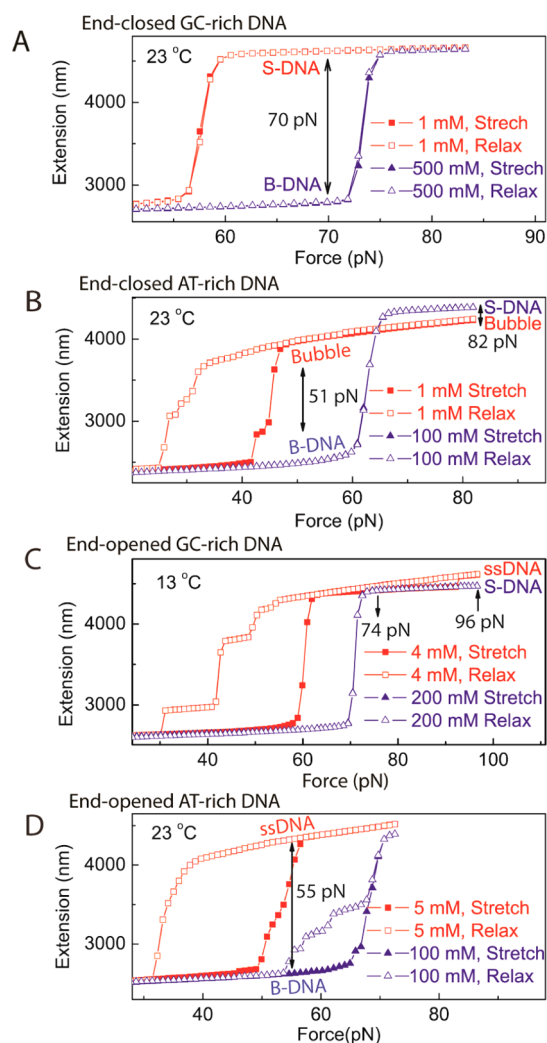 A
End-closed GC-rich DNA
23 °C
S-DNA
70 pN
B-DNA
1 mM, Strech
1 mM, Relax
500 mM, Strech
500 mM, Relax
Extension (nm)
4000
3000
60
70
80
90
Force (pN)
B
End-closed AT-rich DNA
23 °C
S-DNA
Bubble
82 pN
Bubble
51 pN
B-DNA
1 mM Stretch
1 mM Relax
100 mM Stretch
100 mM Relax
Extension (nm)
4000
3000
40
60
80
Force (pN)
C
End-opened GC-rich DNA
13 °C
ssDNA
S-DNA
74 pN
96 pN
4 mM, Stretch
4 mM, Relax
200 mM Stretch
200 mM Relax
Extension (nm)
4000
3000
40
60
80
100
Force (pN)
D
End-opened AT-rich DNA
23 °C
ssDNA
55 pN
B-DNA
5 mM, Stretch
5 mM, Relax
100 mM, Stretch
100 mM, Relax
Extension (nm)
4000
3000
40
60
80
Force(pN)